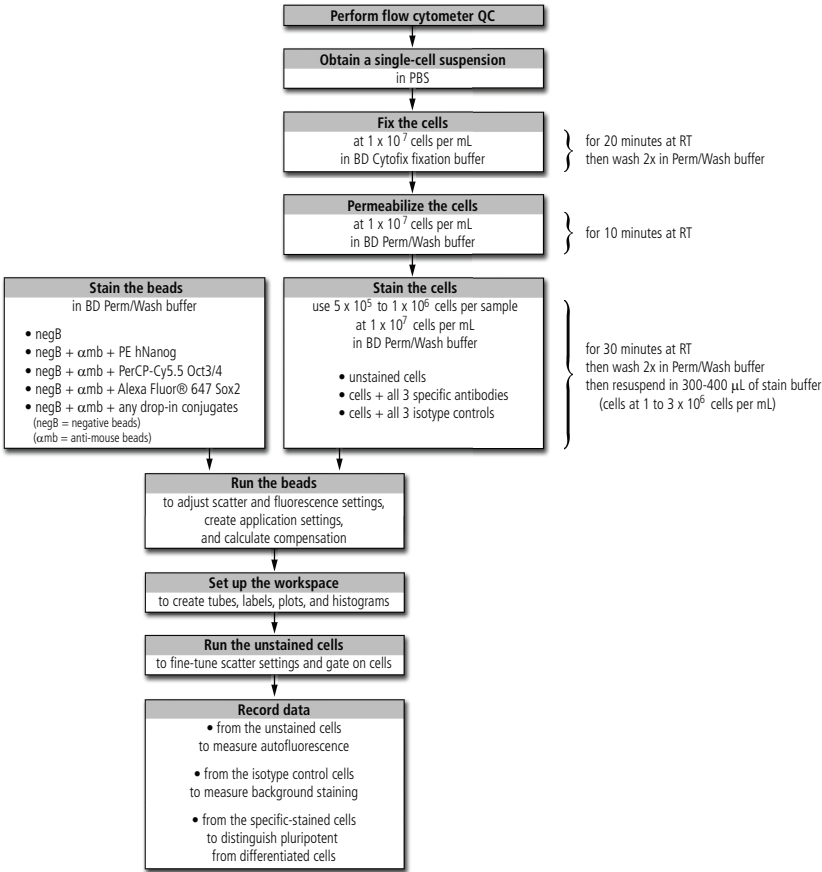 Perform flow cytometer QC
Obtain a single-cell suspension
in PBS
Fix the cells
at 1 x 10⁷ cells per mL
in BD Cytofix fixation buffer
for 20 minutes at RT
then wash 2x in Perm/Wash buffer
Permeabilize the cells
at 1 x 10⁷ cells per mL
in BD Perm/Wash buffer
for 10 minutes at RT
Stain the beads
in BD Perm/Wash buffer
• negB
• negB + αmb + PE hNanog
• negB + αmb + PerCP-Cy5.5 Oct3/4
• negB + αmb + Alexa Fluor® 647 Sox2
• negB + αmb + any drop-in conjugates
(negB = negative beads)
(αmb = anti-mouse beads)
Stain the cells
use 5 x 10⁵ to 1 x 10⁶ cells per sample
at 1 x 10⁷ cells per mL
in BD Perm/Wash buffer
• unstained cells
• cells + all 3 specific antibodies
• cells + all 3 isotype controls
for 30 minutes at RT
then wash 2x in Perm/Wash buffer
then resuspend in 300-400 μL of stain buffer
(cells at 1 to 3 x 10⁶ cells per mL)
Run the beads
to adjust scatter and fluorescence settings,
create application settings,
and calculate compensation
Set up the workspace
to create tubes, labels, plots, and histograms
Run the unstained cells
to fine-tune scatter settings and gate on cells
Record data
• from the unstained cells
to measure autofluorescence
• from the isotype control cells
to measure background staining
• from the specific-stained cells
to distinguish pluripotent
from differentiated cells